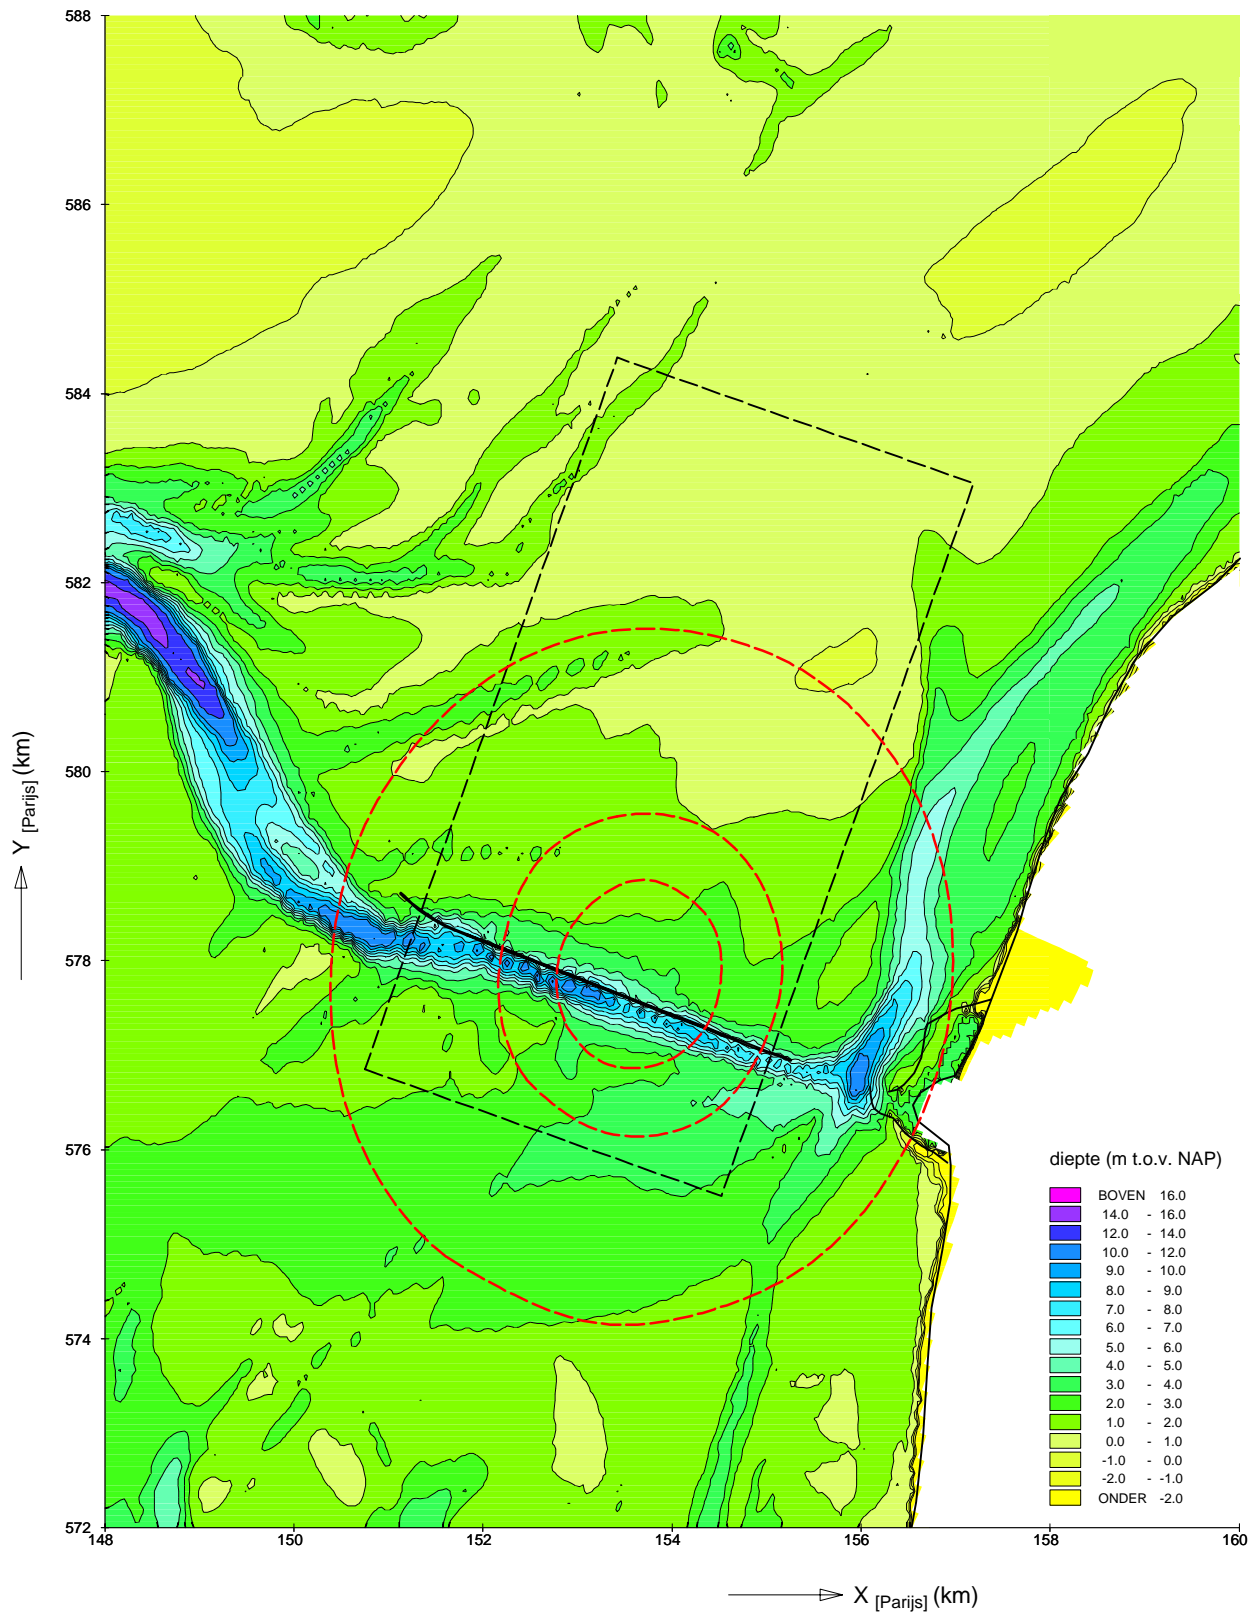 588
586
584
582
580
578
576
574
572
Y [Parijs] (km)
148
150
152
154
156
158
160
X [Parijs] (km)
diepte (m t.o.v. NAP)
BOVEN 16.0
14.0 - 16.0
12.0 - 14.0
10.0 - 12.0
9.0 - 10.0
8.0 - 9.0
7.0 - 8.0
6.0 - 7.0
5.0 - 6.0
4.0 - 5.0
3.0 - 4.0
2.0 - 3.0
1.0 - 2.0
0.0 - 1.0
-1.0 - 0.0
-2.0 - -1.0
ONDER -2.0